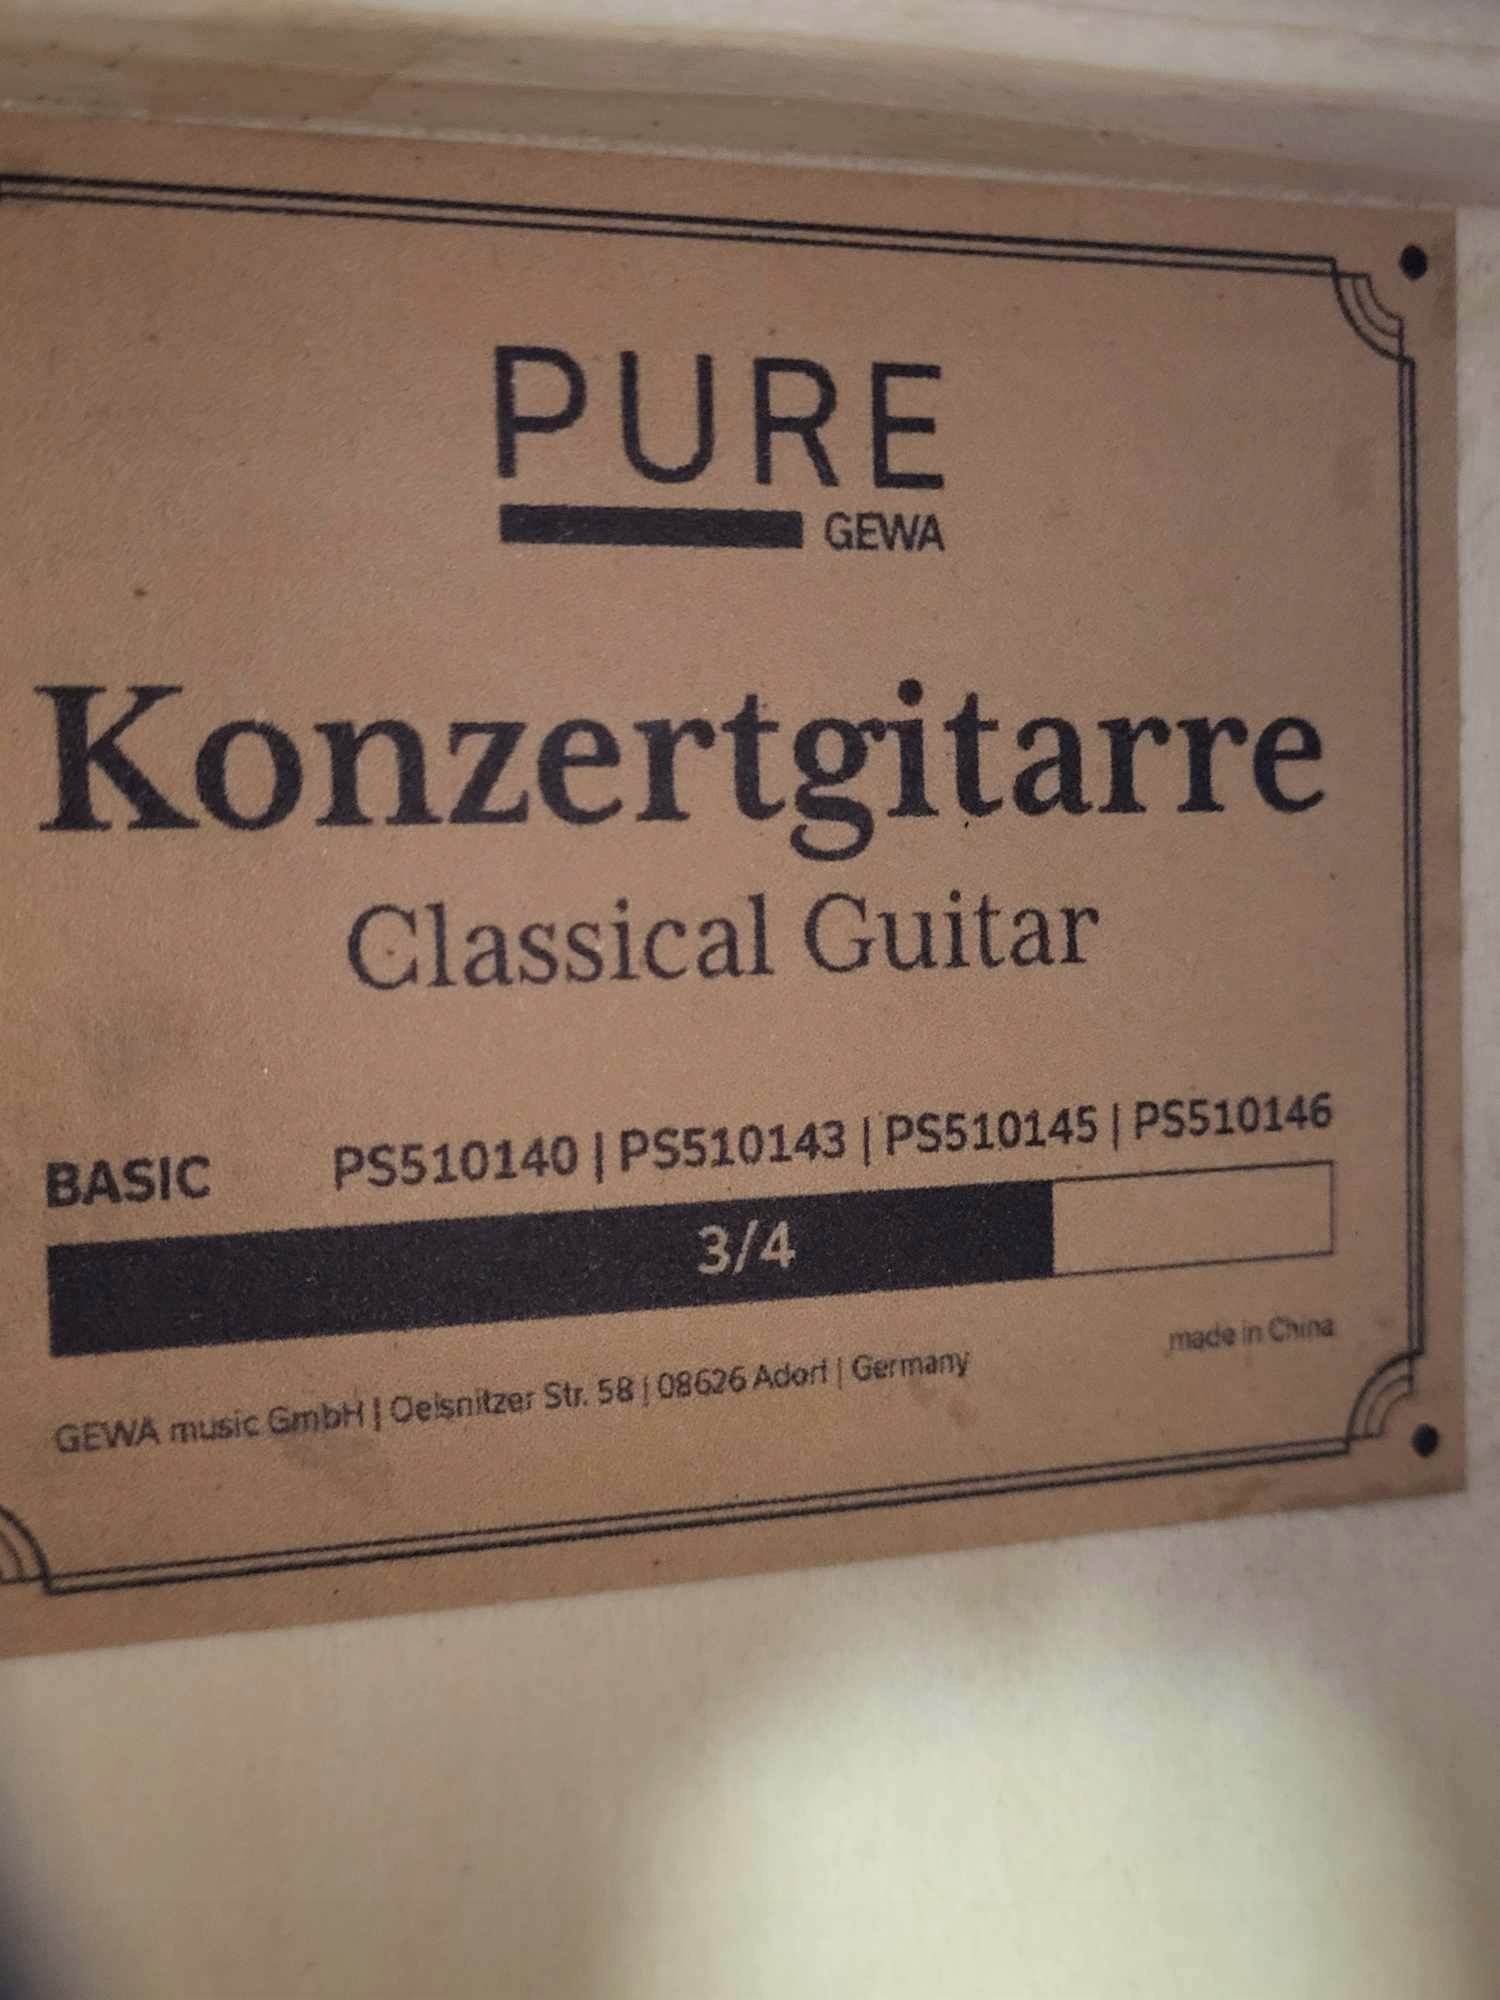 PURE
GEWA
Konzertgitarre
Classical Guitar
BASIC PS510140 | PS510143 | PS510145 | PS510146
3/4
made in China
GEWA music GmbH | Oelsnitzer Str. 58 | 08626 Adorf | Germany